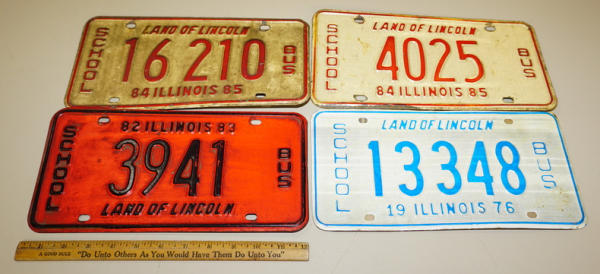 LAND OF LINCOLN
SCHOOL 16 210 BUS
84 ILLINOIS 85
LAND OF LINCOLN
SCHOOL 4025 BUS
84 ILLINOIS 85
82 ILLINOIS 83
SCHOOL 3941 BUS
LAND OF LINCOLN
LAND OF LINCOLN
SCHOOL 13348 BUS
19 ILLINOIS 76
A GOOD RULE "Do Unto Others As You Would Have Them Do Unto You"